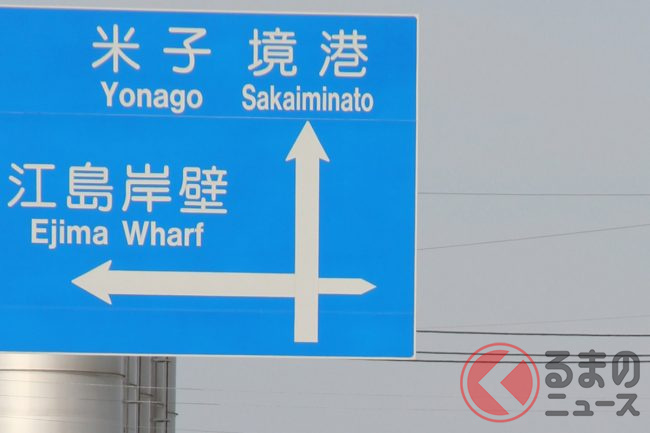 米子 境港
Yonago Sakaiminato
江島岸壁
Ejima Wharf
くるまの
ニュース